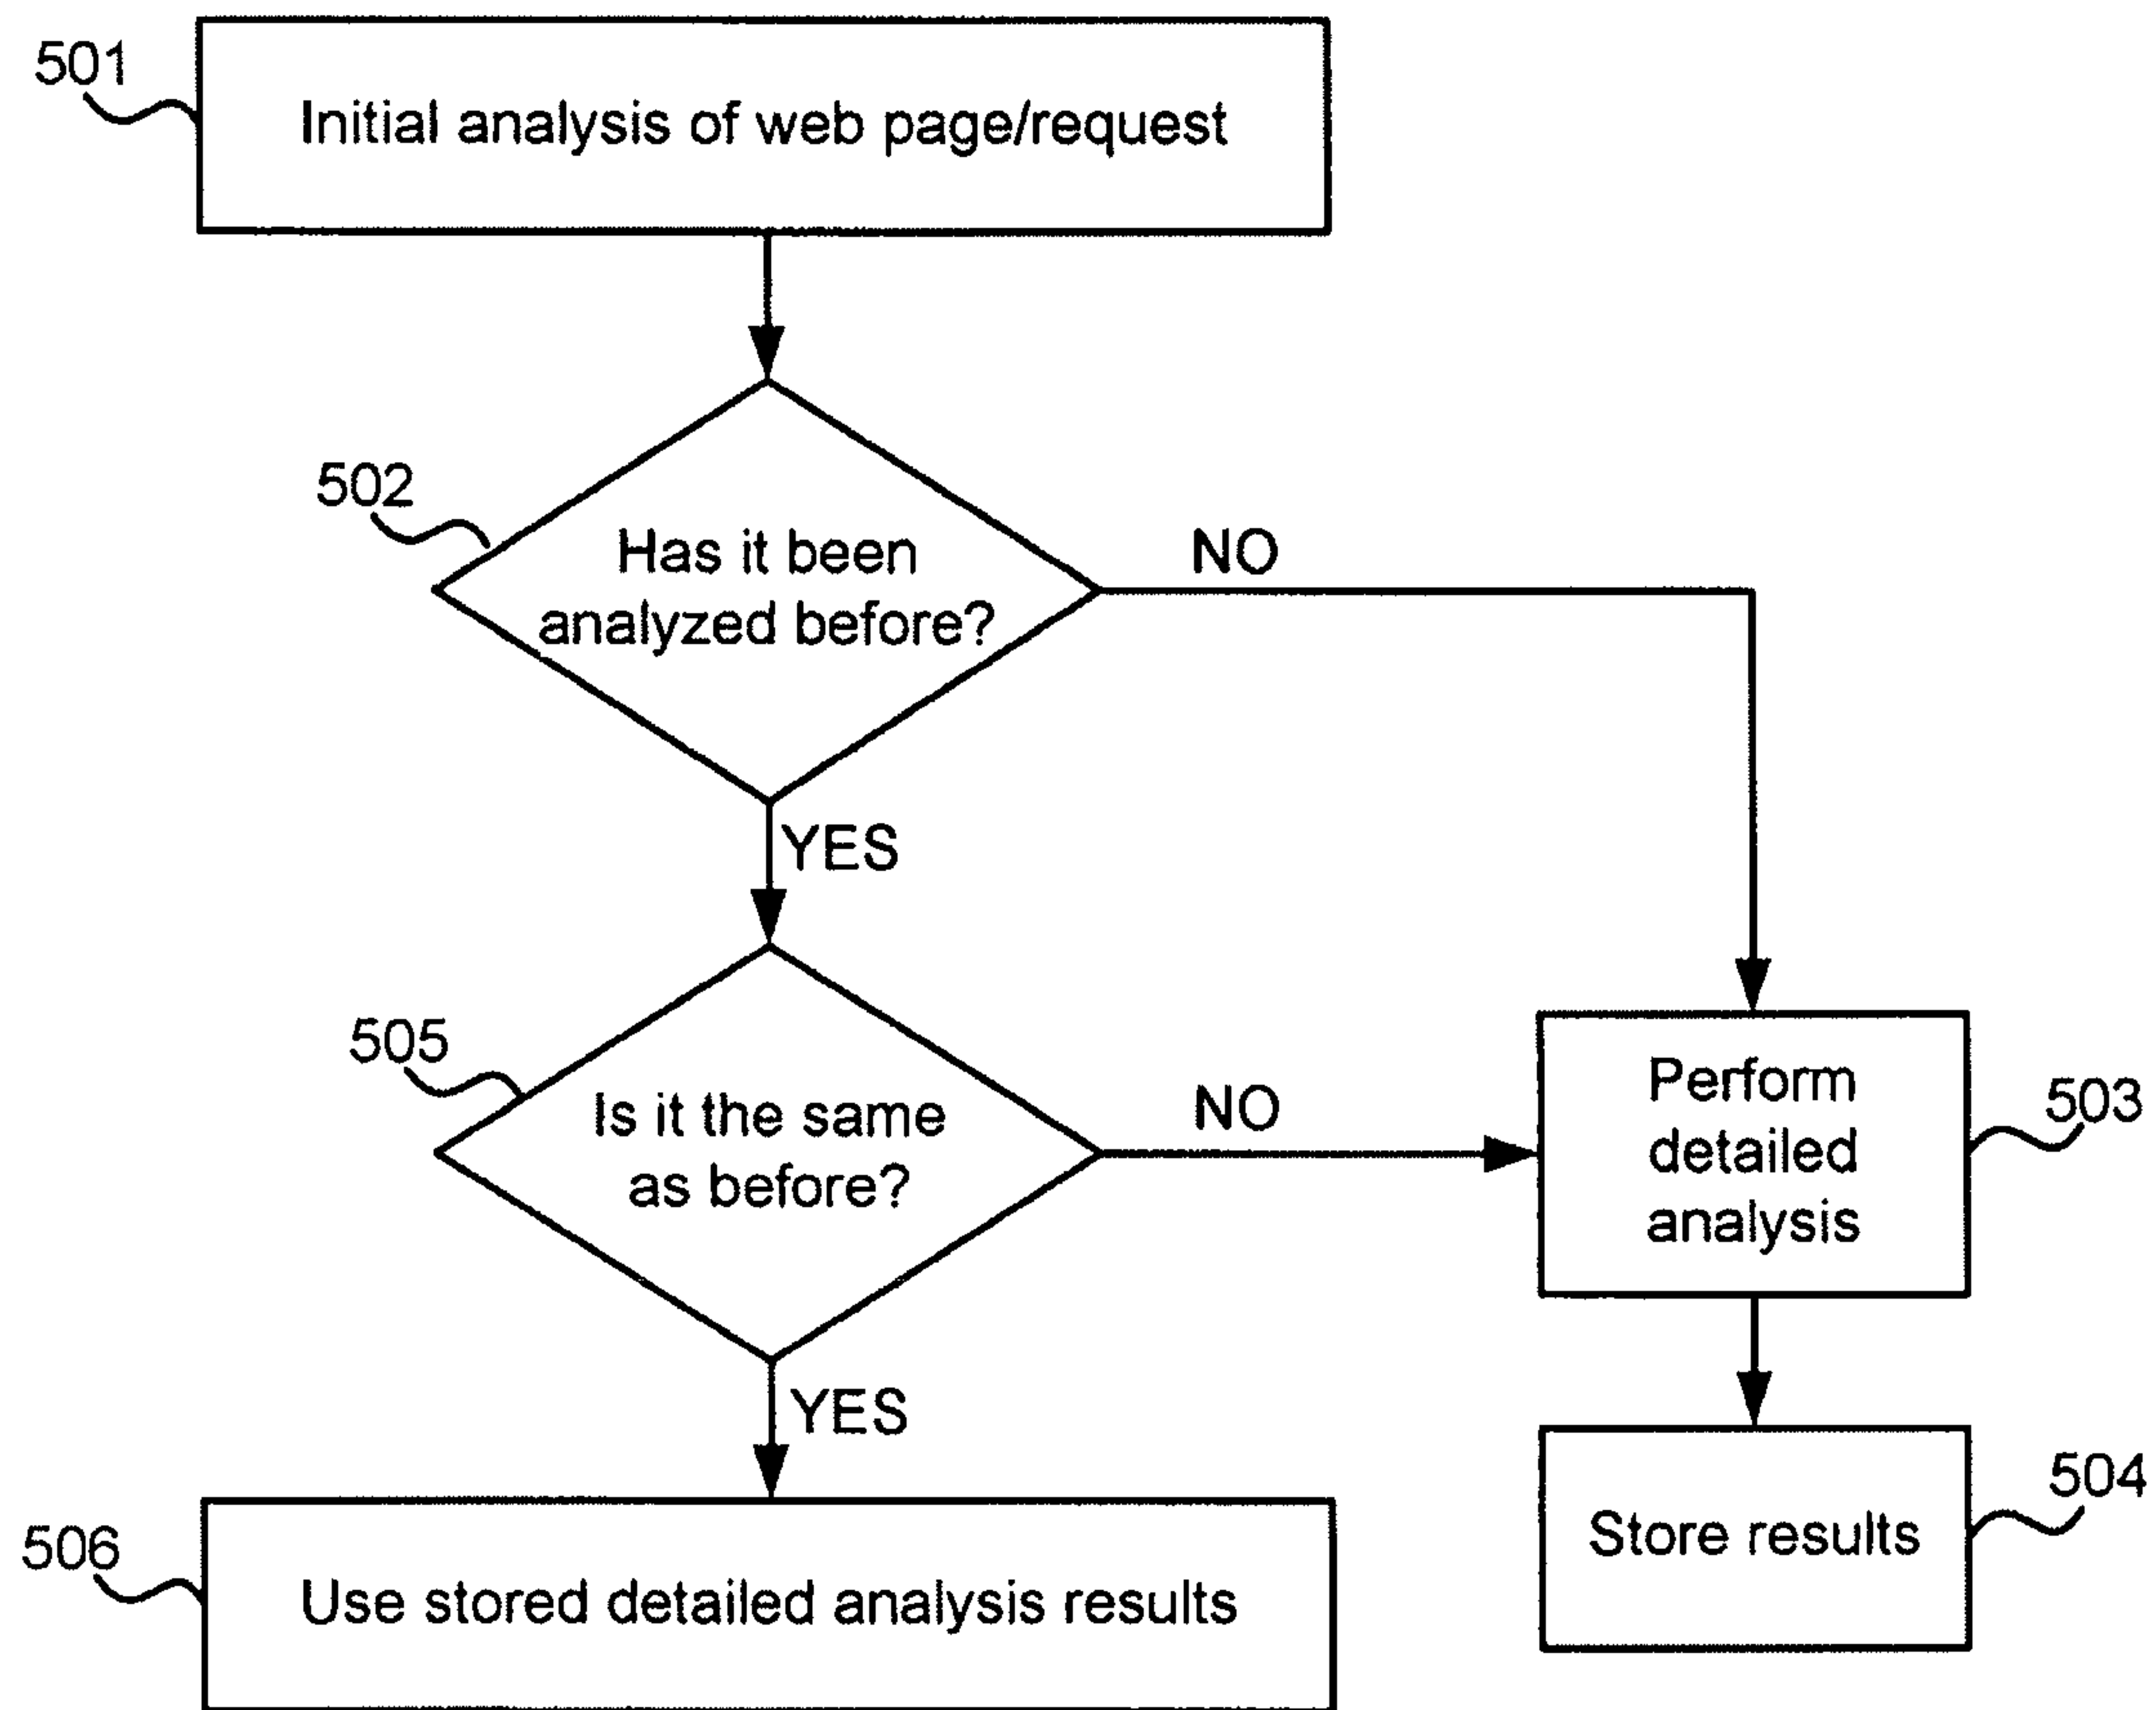 501
Initial analysis of web page/request
502
Has it been
analyzed before?
NO
YES
505
Is it the same
as before?
NO
Perform
detailed
analysis
503
YES
504
Store results
506
Use stored detailed analysis results